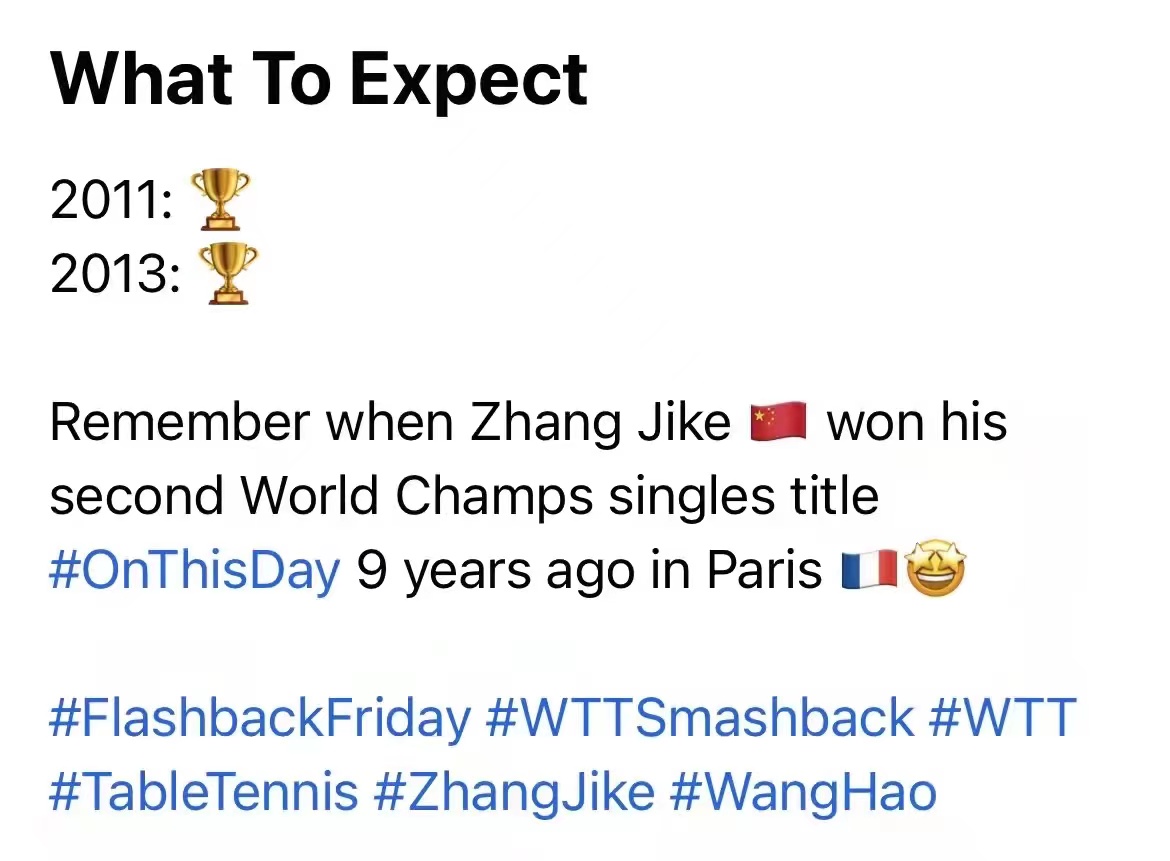 What To Expect
2011: 🏆
2013: 🏆
Remember when Zhang Jike 🇨🇳 won his
second World Champs singles title
#OnThisDay 9 years ago in Paris 🇫🇷🤩
#FlashbackFriday #WTTSmashback #WTT
#TableTennis #ZhangJike #WangHao